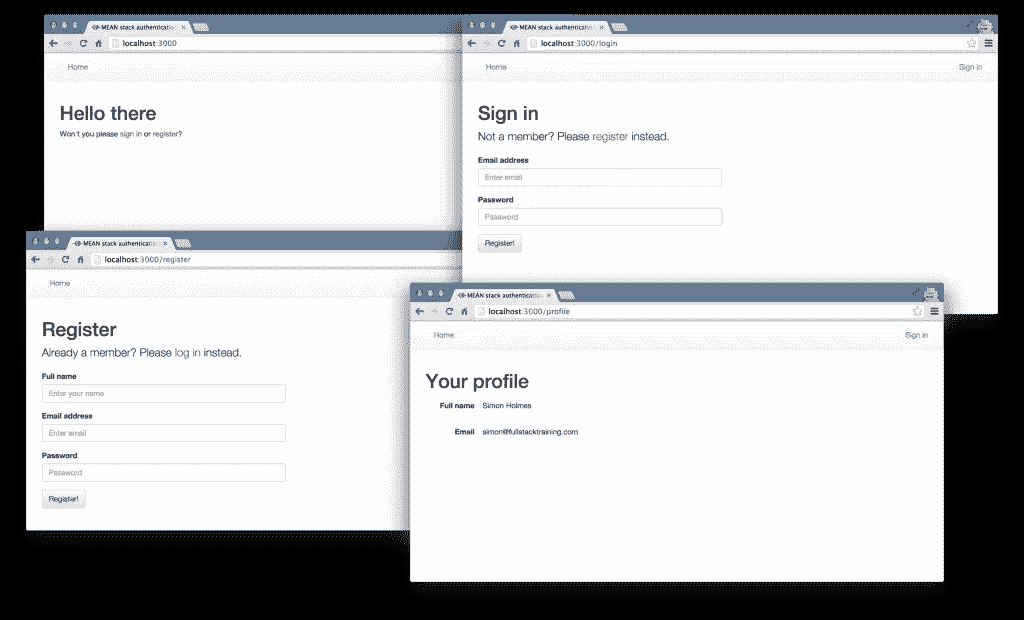 MEAN stack authentication
localhost:3000
Home
Hello there
Won't you please sign in or register?
MEAN stack authentication
localhost:3000/login
Home
Sign in
Sign in
Not a member? Please register instead.
Email address
Enter email
Password
Password
Register!
MEAN stack authentication
localhost:3000/register
Home
Register
Already a member? Please log in instead.
Full name
Enter your name
Email address
Enter email
Password
Password
Register!
MEAN stack authentication
localhost:3000/profile
Home
Sign in
Your profile
Full name Simon Holmes
Email simon@fullstacktraining.com